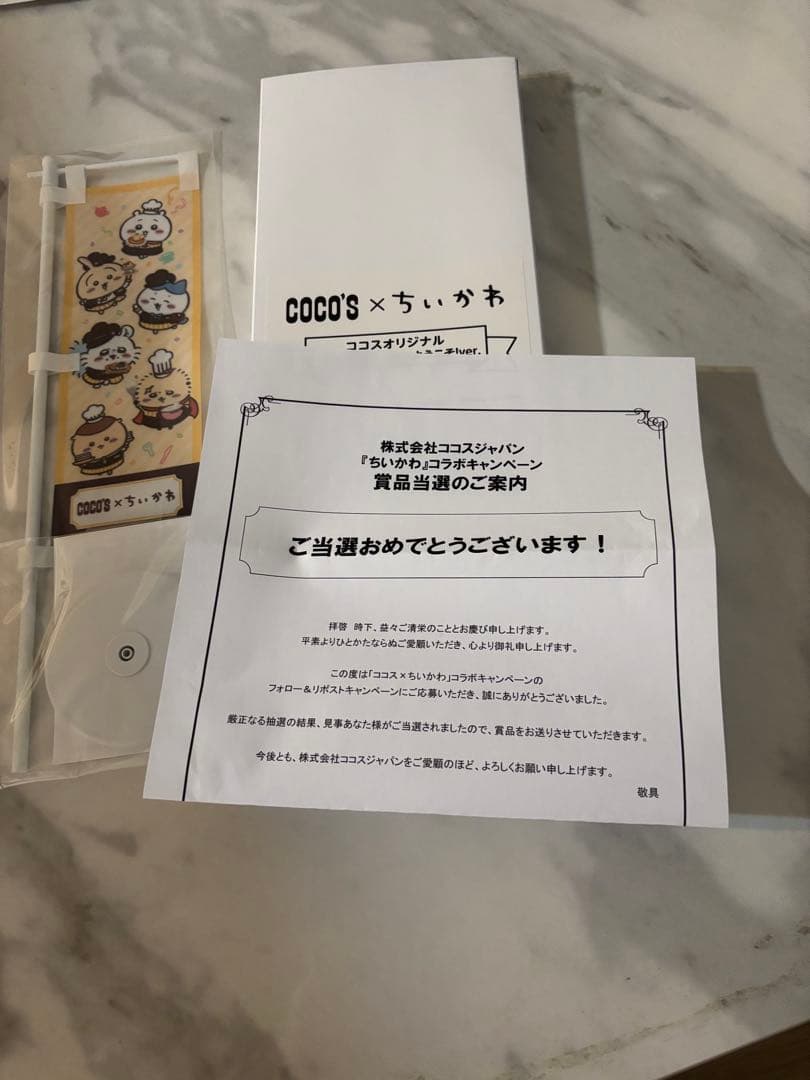 COCO'S×ちいかわ
ココスオリジナル
ver.
COCO'S×ちいかわ
株式会社ココスジャパン
『ちいかわ』コラボキャンペーン
賞品当選のご案内
ご当選おめでとうございます！
拝啓　時下、益々ご清栄のこととお慶び申し上げます。
平素よりひとかたならぬご愛顧いただき、心より御礼申し上げます。
この度は「ココス×ちいかわ」コラボキャンペーンの
フォロー＆リポストキャンペーンにご応募いただき、誠にありがとうございました。
厳正なる抽選の結果、見事あなた様がご当選されましたので、賞品をお送りさせていただきます。
今後とも、株式会社ココスジャパンをご愛顧のほど、よろしくお願い申し上げます。
敬具